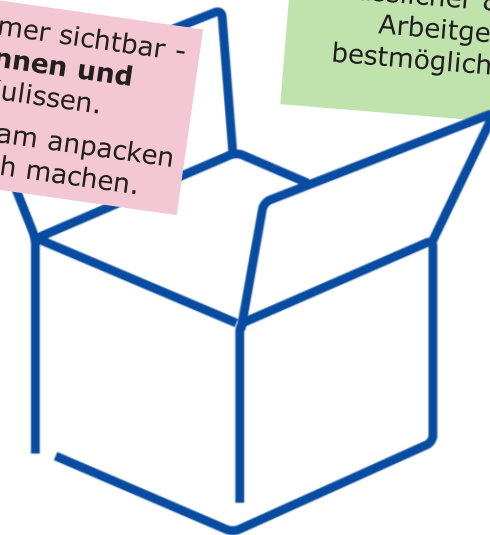 mer sichtbar -
nnen und
ulissen.
am anpacken
h machen.
Arbeitge
bestmöglich